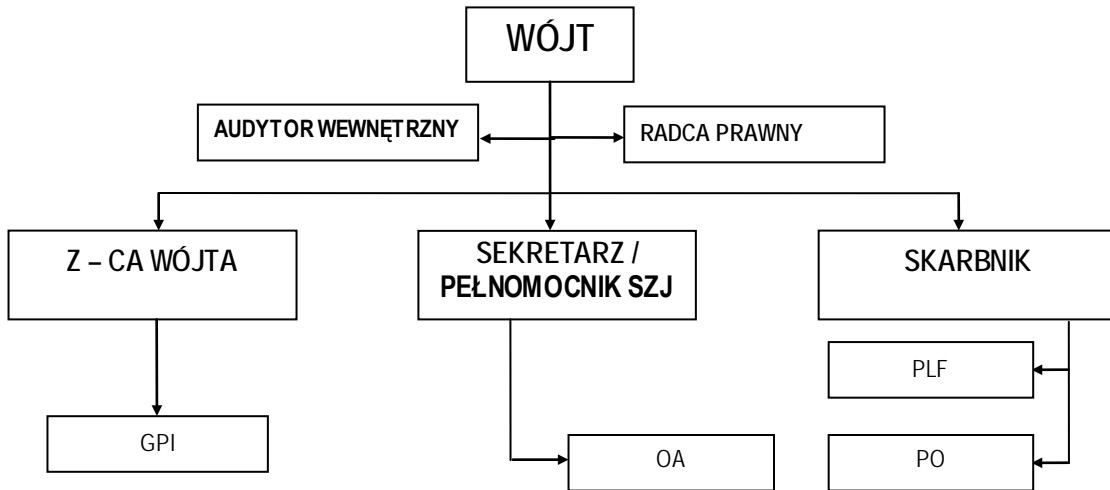 WÓJT
AUDYTOR WEWNĘTRZNY
RADCA PRAWNY
Z – CA WÓJTA
SEKRETARZ /
PEŁNOMOCNIK SZJ
SKARBNIK
PLF
GPI
OA
PO